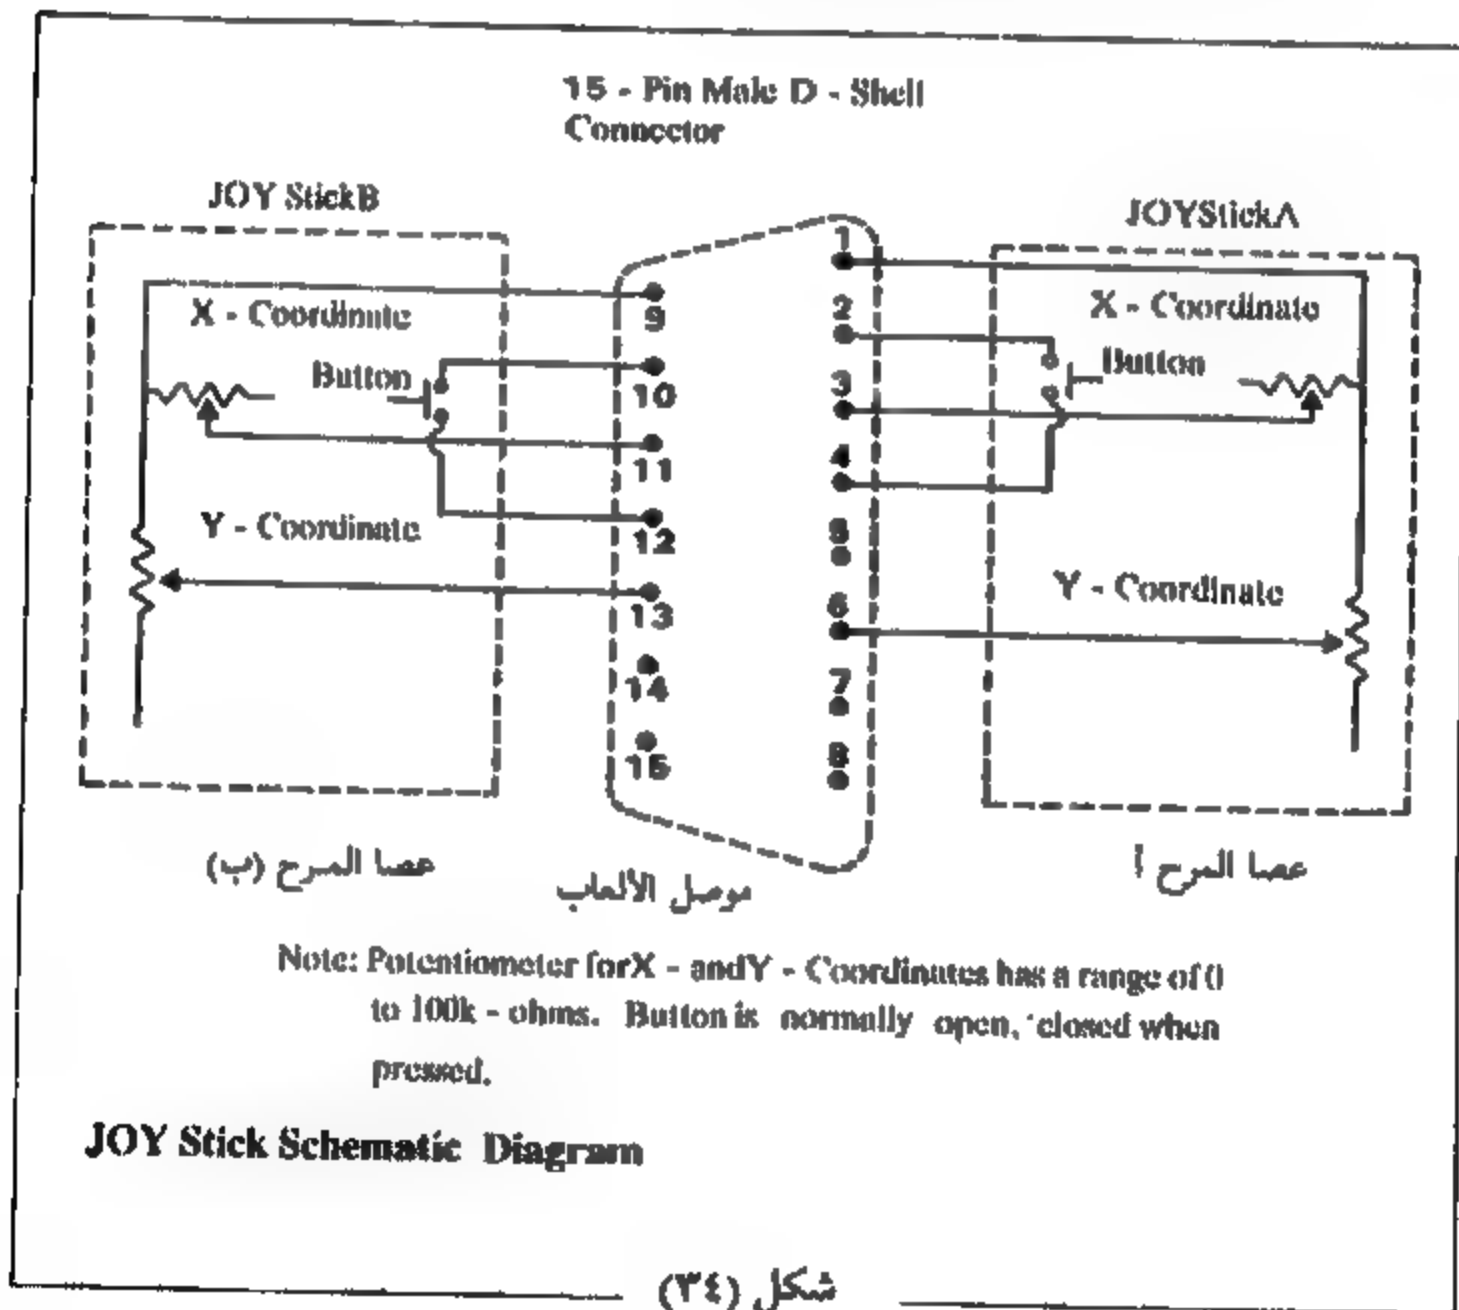 15 - Pin Male D - Shell
Connector
JOY StickB
JOYStickA
X - Coordinate
Button
Y - Coordinate
9
10
11
12
13
14
15
1
2
3
4
5
6
7
8
X - Coordinate
Button
Y - Coordinate
عصا المرح (ب)
موصل الألعاب
عصا المرح أ
Note: Potentiometer forX - andY - Coordinates has a range of 0
to 100k - ohms. Button is normally open, closed when
pressed.
JOY Stick Schematic Diagram
شكل (٣٤)